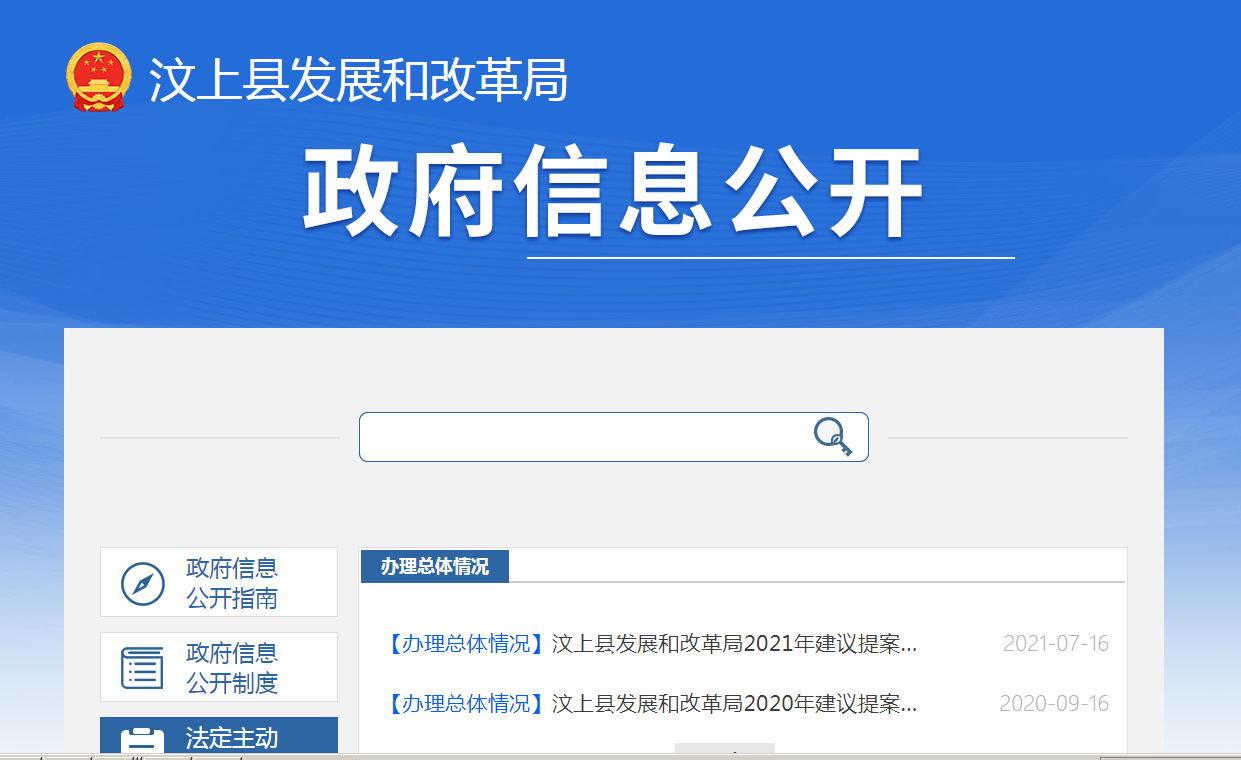 汶上县发展和改革局
政府信息公开
政府信息
公开指南
政府信息
公开制度
法定主动
办理总体情况
【办理总体情况】汶上县发展和改革局2021年建议提案... 2021-07-16
【办理总体情况】汶上县发展和改革局2020年建议提案... 2020-09-16